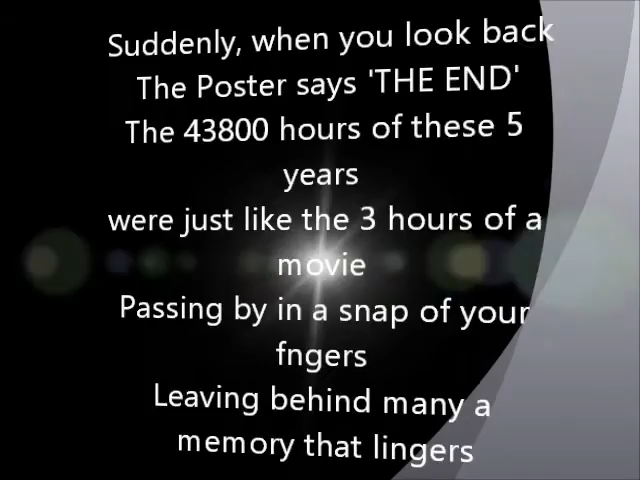 Suddenly, when you look back
The Poster says 'THE END'
The 43800 hours of these 5
years
were just like the 3 hours of a
movie
Passing by in a snap of your
fngers
Leaving behind many a
memory that lingers